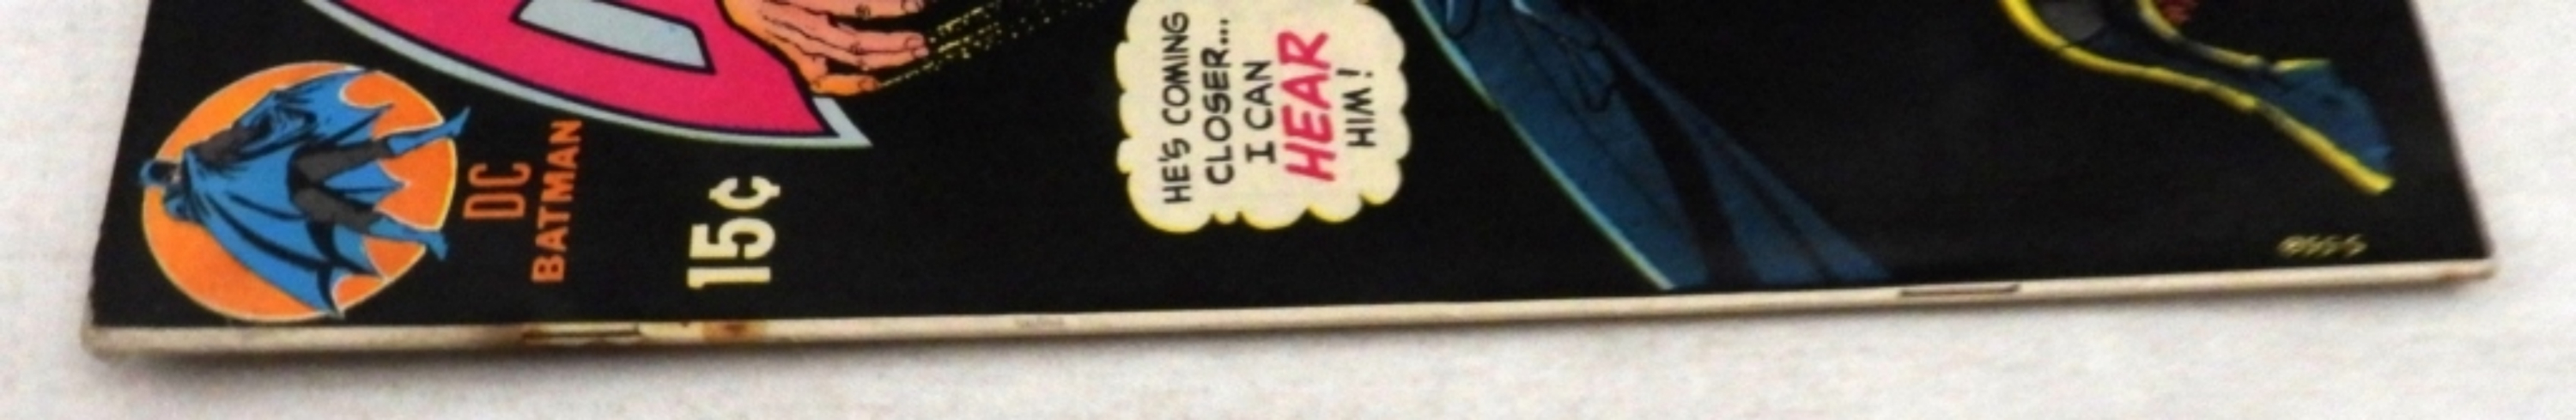 DC
BATMAN
15¢
HE'S COMING
CLOSER...
I CAN
HEAR
HIM!